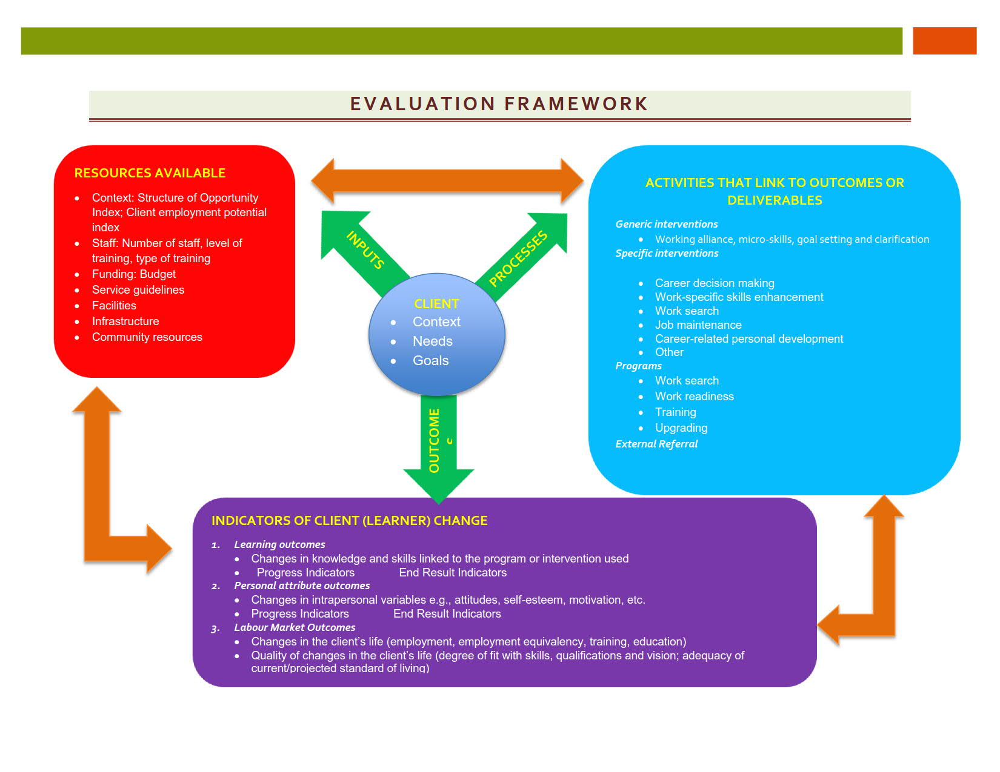 EVALUATION FRAMEWORK
RESOURCES AVAILABLE
• Context: Structure of Opportunity
Index; Client employment potential
index
• Staff: Number of staff, level of
training, type of training
• Funding: Budget
• Service guidelines
• Facilities
• Infrastructure
• Community resources
INPUTS
PROCESSES
CLIENT
• Context
• Needs
• Goals
OUTCOME
ACTIVITIES THAT LINK TO OUTCOMES OR
DELIVERABLES
Generic interventions
• Working alliance, micro-skills, goal setting and clarification
Specific interventions
• Career decision making
• Work-specific skills enhancement
• Work search
• Job maintenance
• Career-related personal development
• Other
Programs
• Work search
• Work readiness
• Training
• Upgrading
External Referral
INDICATORS OF CLIENT (LEARNER) CHANGE
1. Learning outcomes
• Changes in knowledge and skills linked to the program or intervention used
• Progress Indicators End Result Indicators
2. Personal attribute outcomes
• Changes in intrapersonal variables e.g., attitudes, self-esteem, motivation, etc.
• Progress Indicators End Result Indicators
3. Labour Market Outcomes
• Changes in the client’s life (employment, employment equivalency, training, education)
• Quality of changes in the client’s life (degree of fit with skills, qualifications and vision; adequacy of
current/projected standard of living)